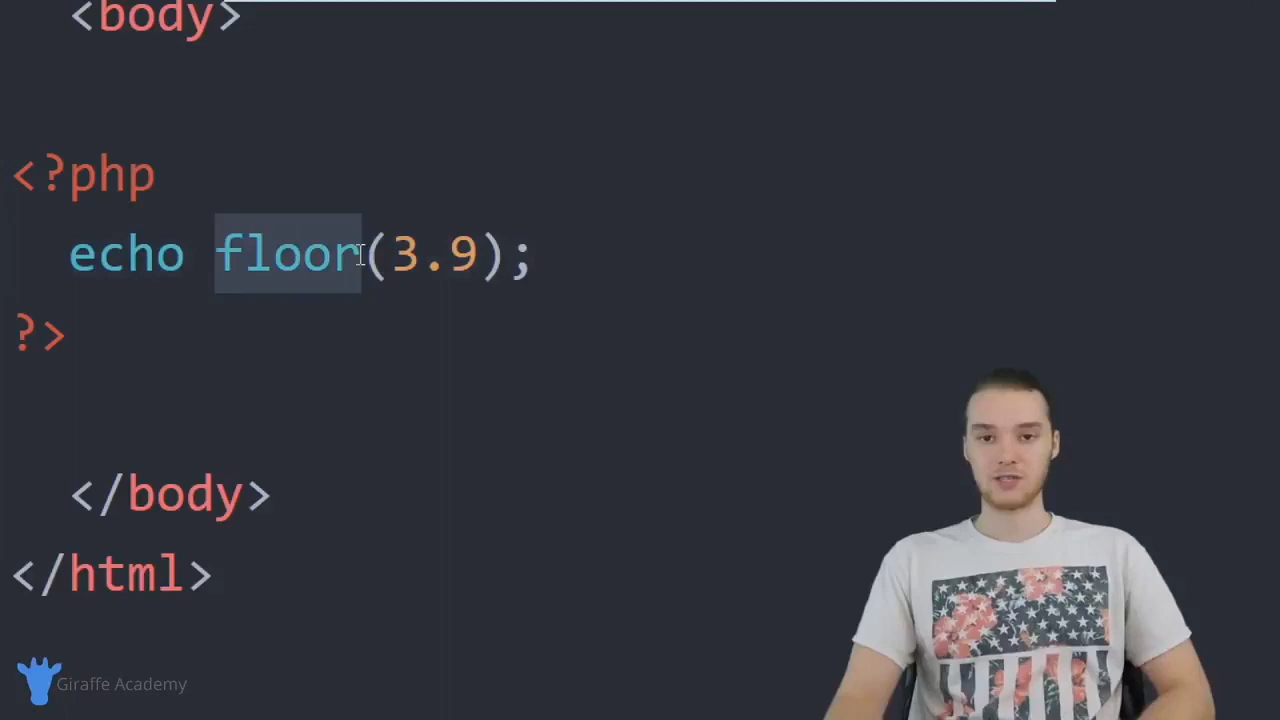 <body>
<?php
echo floor(3.9);
?>
</body>
</html>
Giraffe Academy